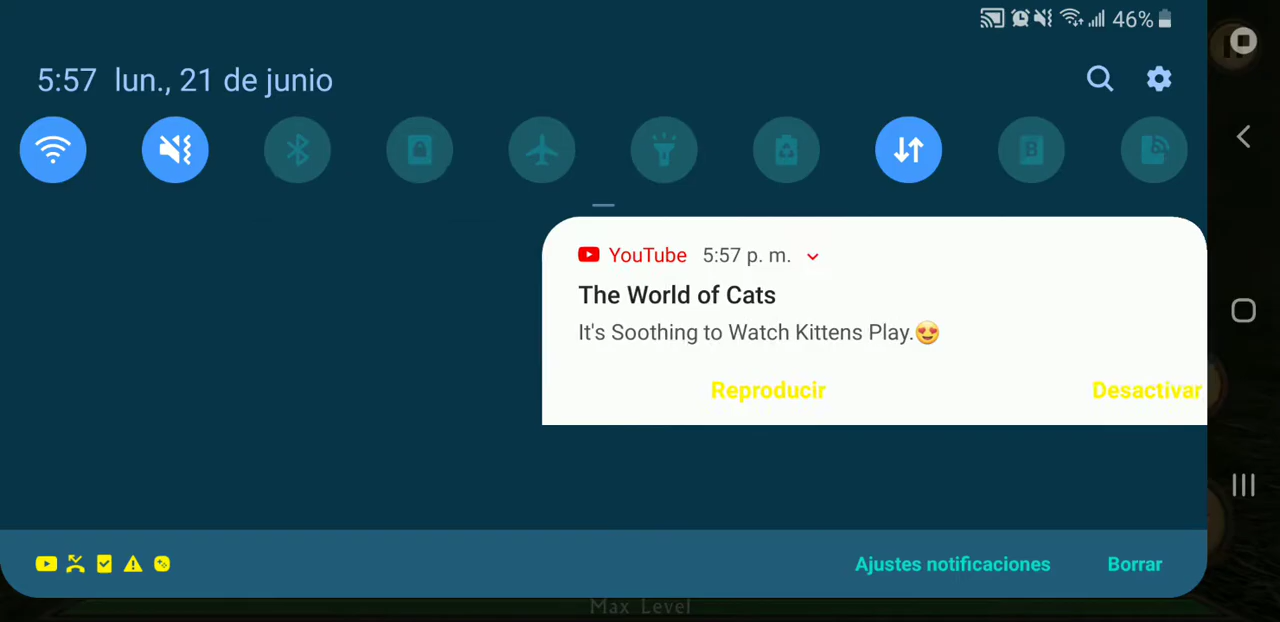 46%
5:57 lun., 21 de junio
B
YouTube 5:57 p. m.
The World of Cats
It's Soothing to Watch Kittens Play.😍
Reproducir Desactivar
Ajustes notificaciones Borrar
Max Level